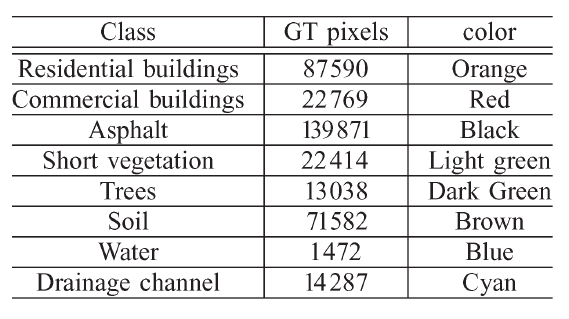 Class GT pixels color
Residential buildings 87590 Orange
Commercial buildings 22769 Red
Asphalt 139871 Black
Short vegetation 22414 Light green
Trees 13038 Dark Green
Soil 71582 Brown
Water 1472 Blue
Drainage channel 14287 Cyan